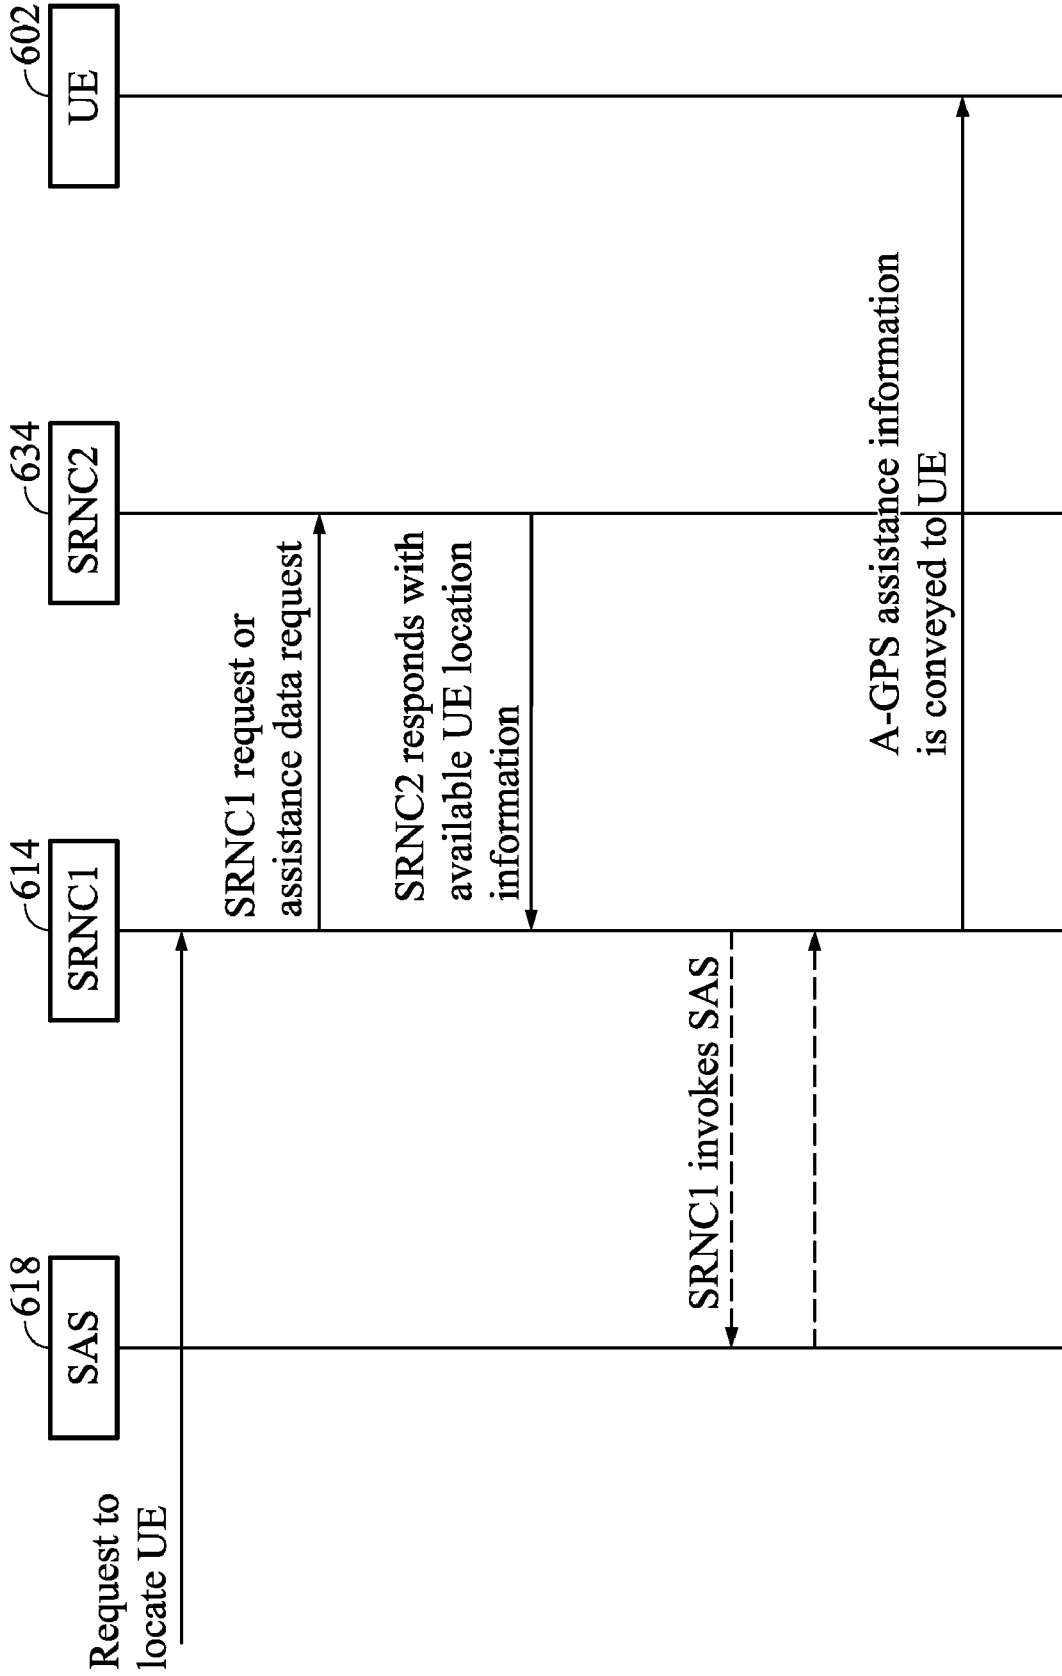 618
614
634
602
SAS
SRNC1
SRNC2
UE
Request to
locate UE
SRNC1 request or
assistance data request
SRNC2 responds with
available UE location
information
SRNC1 invokes SAS
A-GPS assistance information
is conveyed to UE